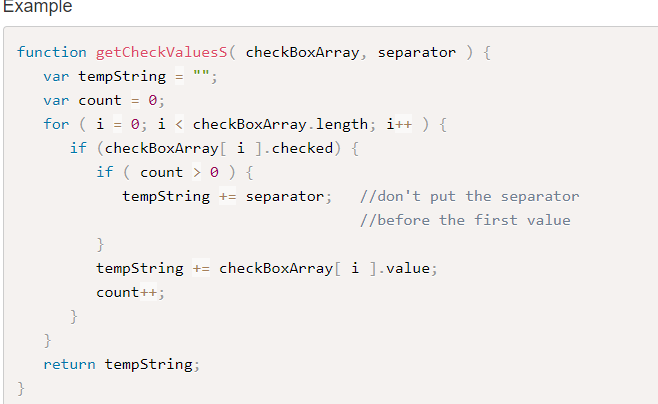 Example
function getCheckValuesS( checkBoxArray, separator ) {
   var tempString = "";
   var count = 0;
   for ( i = 0; i < checkBoxArray.length; i++ ) {
      if (checkBoxArray[ i ].checked) {
         if ( count > 0 ) {
            tempString += separator;   //don't put the separator
                                       //before the first value
         }
         tempString += checkBoxArray[ i ].value;
         count++;
      }
   }
   return tempString;
}